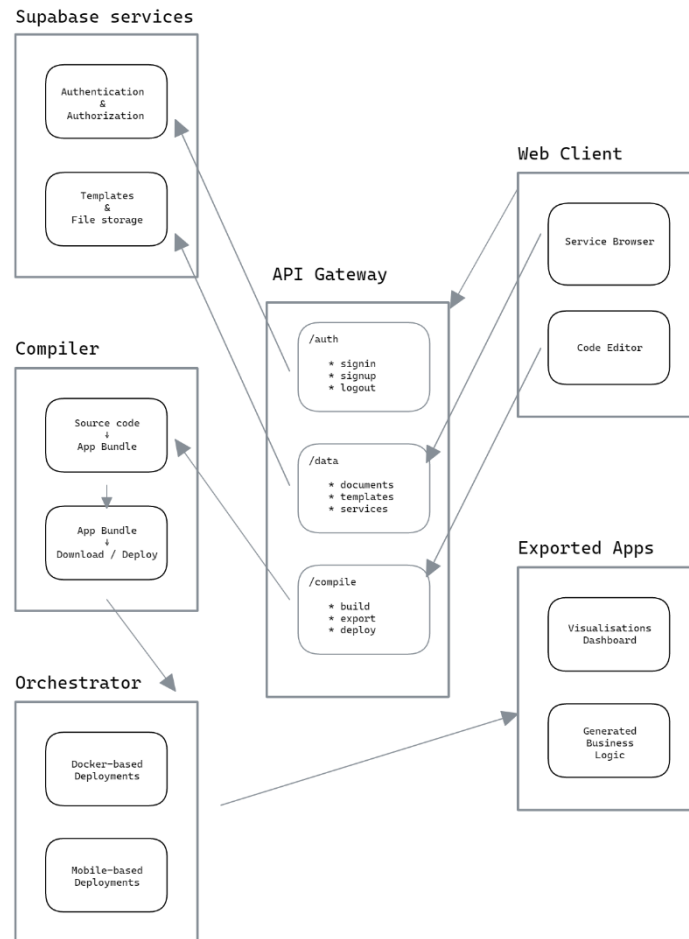 Supabase services
Authentication
&
Authorization
Templates
&
File storage
Web Client
Service Browser
Code Editor
API Gateway
/auth
* signin
* signup
* logout
/data
* documents
* templates
* services
/compile
* build
* export
* deploy
Compiler
Source code
↓
App Bundle
App Bundle
↓
Download / Deploy
Exported Apps
Visualisations
Dashboard
Generated
Business
Logic
Orchestrator
Docker-based
Deployments
Mobile-based
Deployments